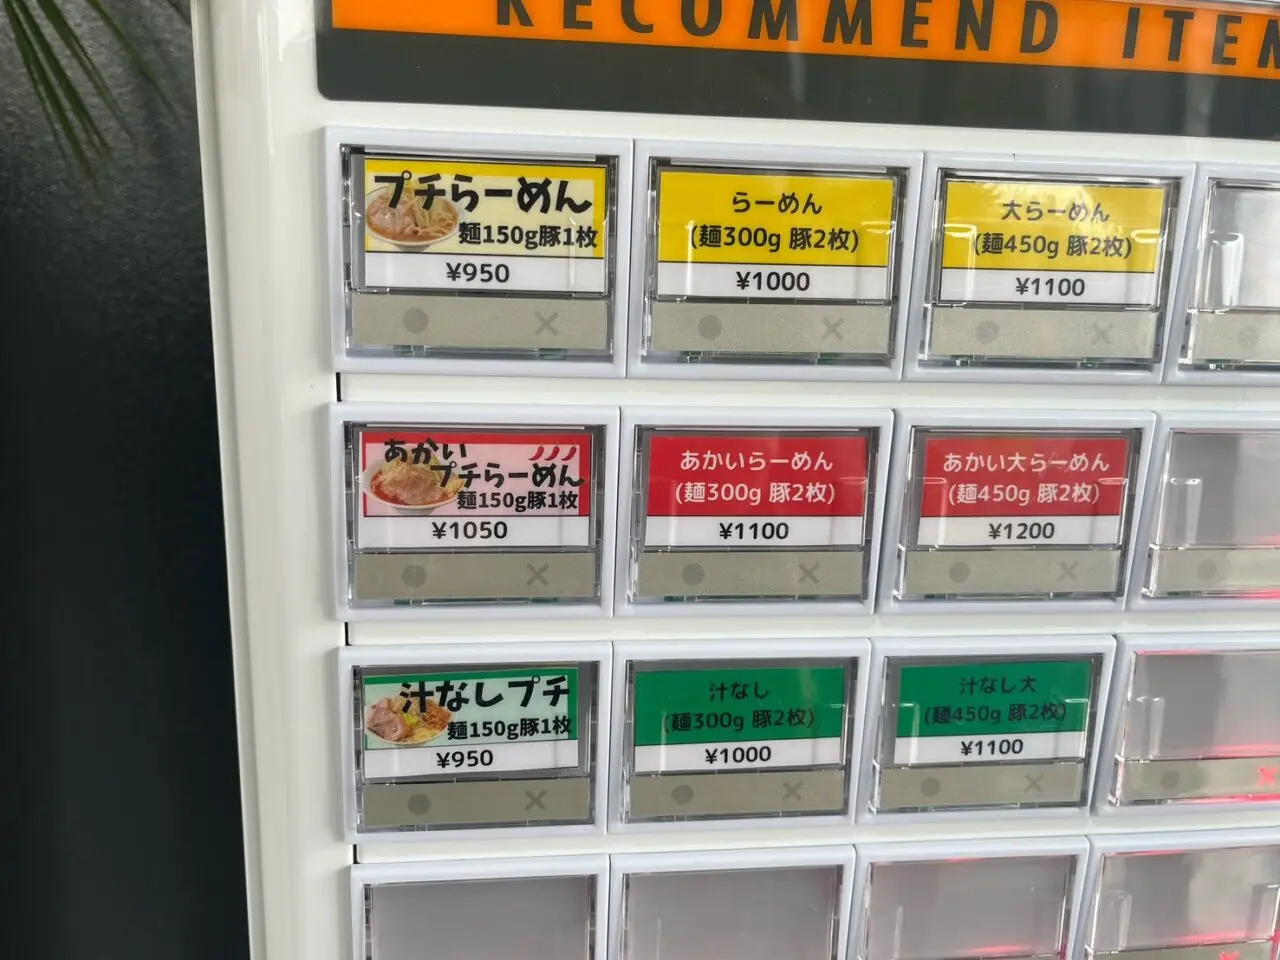 RECOMMEND ITEM
プチらーめん
麺150g豚1枚
¥950
らーめん
(麺300g 豚2枚)
¥1000
大らーめん
(麺450g 豚2枚)
¥1100
あかい
プチらーめん
麺150g豚1枚
¥1050
あかいらーめん
(麺300g 豚2枚)
¥1100
あかい大らーめん
(麺450g 豚2枚)
¥1200
汁なしプチ
麺150g豚1枚
¥950
汁なし
(麺300g 豚2枚)
¥1000
汁なし大
(麺450g 豚2枚)
¥1100